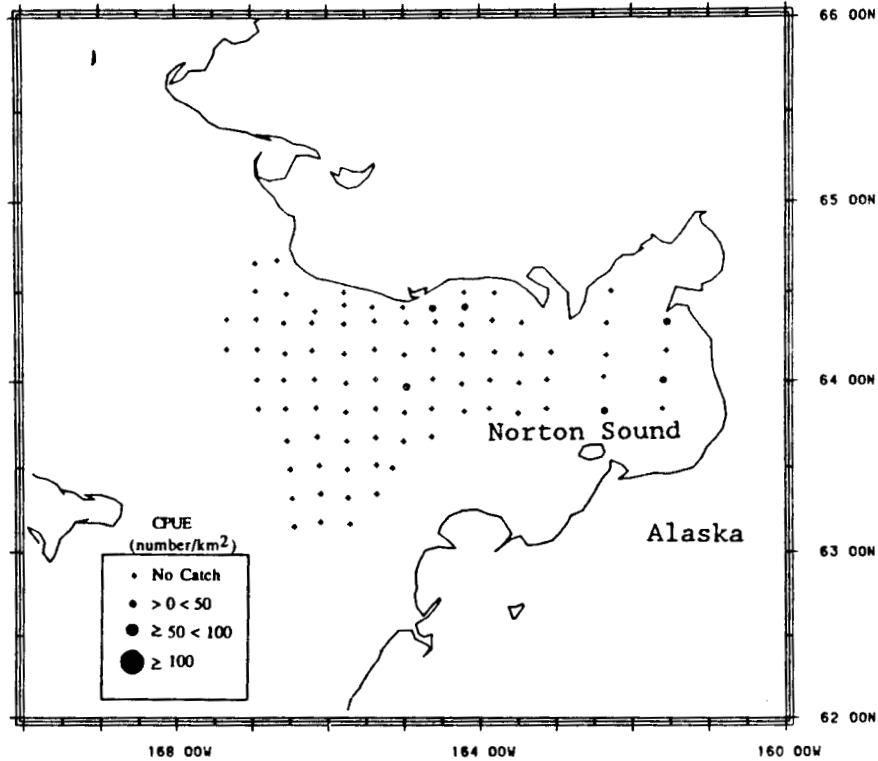 66 00N
65 00N
64 00N
Norton Sound
Alaska
63 00N
CPUE
(number/km²)
No Catch
> 0 < 50
≥ 50 < 100
≥ 100
62 00N
168 00W
164 00W
160 00W